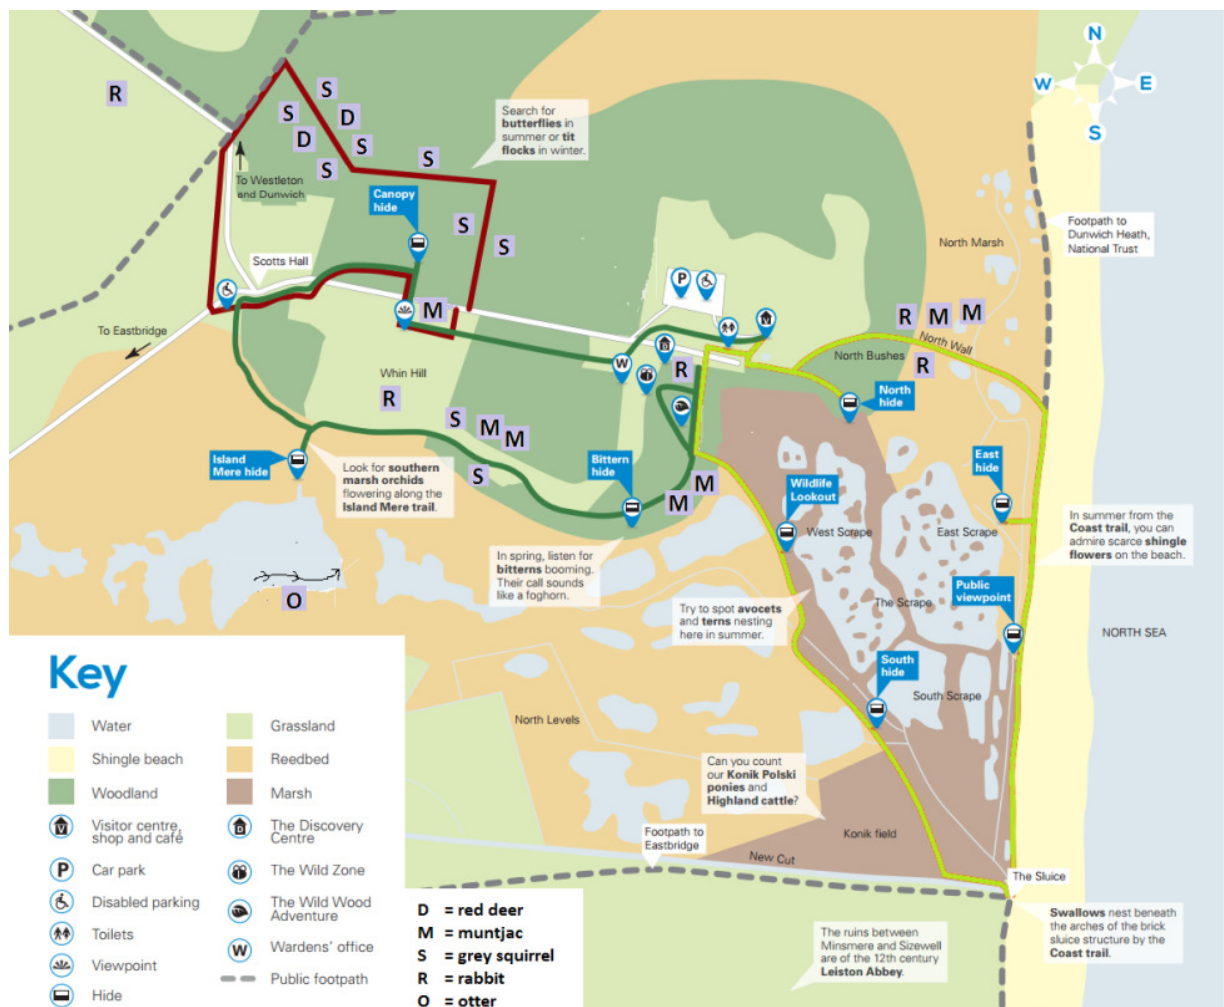 N
W
E
S
R
S
S
D
D
S
S
S
Search for
butterflies in
summer or tit
flocks in winter.
To Westleton
and Dunwich
Canopy
hide
S
S
Footpath to
Dunwich Heath,
National Trust
North Marsh
Scotts Hall
P
M
R
M
M
V
To Eastbridge
North Wall
North Bushes
D
W
R
R
Whin Hill
R
North
hide
S
M
M
Island
Mere hide
Look for southern
marsh orchids
flowering along the
Island Mere trail.
S
Bittern
hide
M
M
Wildlife
Lookout
East
hide
West Scrape
East Scrape
In summer from the
Coast trail, you can
admire scarce shingle
flowers on the beach.
In spring, listen for
bitterns booming.
Their call sounds
like a foghorn.
O
Try to spot avocets
and terns nesting
here in summer.
The Scrape
Public
viewpoint
NORTH SEA
South
hide
South Scrape
North Levels
Can you count
our Konik Polski
ponies and
Highland cattle?
Konik field
Footpath to
Eastbridge
New Cut
The Sluice
Swallows nest beneath
the arches of the brick
sluice structure by the
Coast trail.
The ruins between
Minsmere and Sizewell
are of the 12th century
Leiston Abbey.
Key
Water
Grassland
Shingle beach
Reedbed
Woodland
Marsh
V
Visitor centre,
shop and café
D
The Discovery
Centre
P
Car park
The Wild Zone
Disabled parking
The Wild Wood
Adventure
Toilets
W
Wardens' office
Viewpoint
Public footpath
Hide
D = red deer
M = muntjac
S = grey squirrel
R = rabbit
O = otter